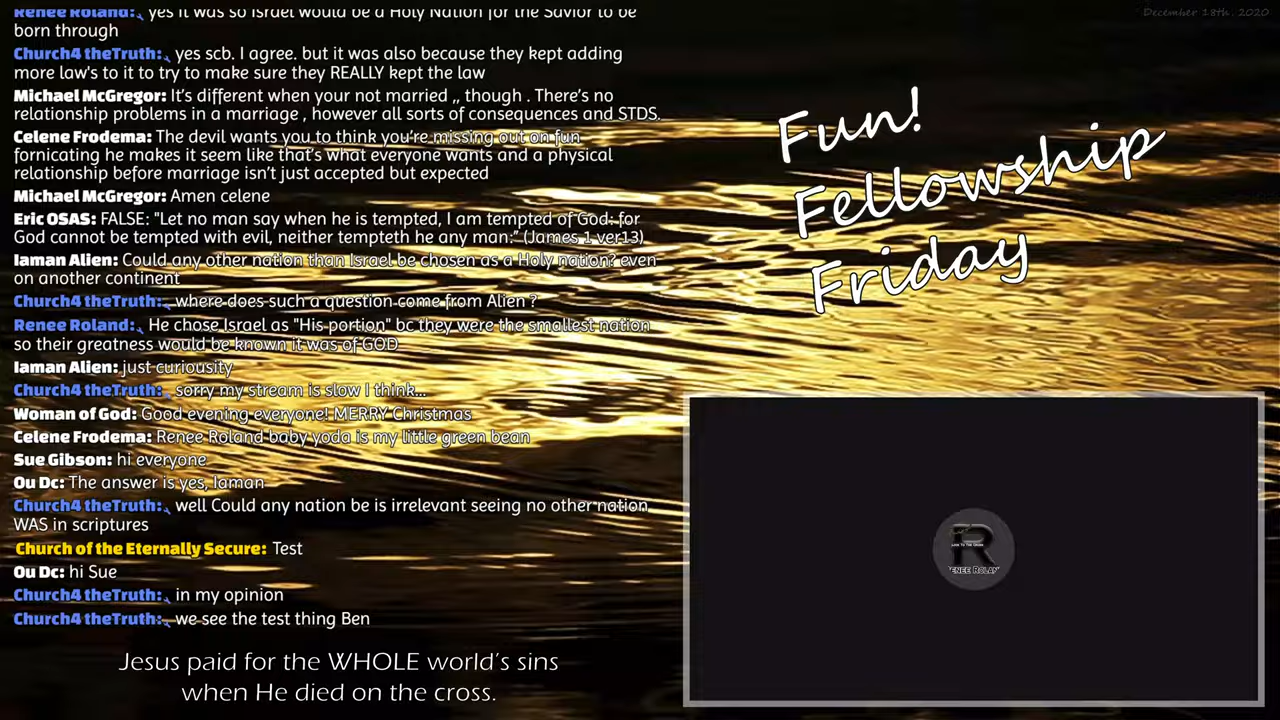 Renee Roland: yes it was so Israel would be a Holy Nation for the Savior to be
born through
Church4 theTruth: yes scb. I agree. but it was also because they kept adding
more law's to it to try to make sure they REALLY kept the law
Michael McGregor: It's different when your not married ,, though . There's no
relationship problems in a marriage , however all sorts of consequences and STDS.
Celene Frodema: The devil wants you to think you're missing out on fun
fornicating he makes it seem like that's what everyone wants and a physical
relationship before marriage isn't just accepted but expected
Michael McGregor: Amen celene
Eric OSAS: FALSE: "Let no man say when he is tempted, I am tempted of God: for
God cannot be tempted with evil, neither tempteth he any man:" (James 1 ver13)
Iaman Alien: Could any other nation than Israel be chosen as a Holy nation? even
on another continent
Church4 theTruth: where does such a question come from Alien ?
Renee Roland: He chose Israel as "His portion" bc they were the smallest nation
so their greatness would be known it was of GOD
Iaman Alien: just curiousity
Church4 theTruth: sorry my stream is slow I think...
Woman of God: Good evening everyone! MERRY Christmas
Celene Frodema: Renee Roland baby yoda is my little green bean
Sue Gibson: hi everyone
Ou Dc: The answer is yes, Iaman
Church4 theTruth: well Could any nation be is irrelevant seeing no other nation
WAS in scriptures
Church of the Eternally Secure: Test
Ou Dc: hi Sue
Church4 theTruth: in my opinion
Church4 theTruth: we see the test thing Ben
Jesus paid for the WHOLE world's sins
when He died on the cross.
December 18th, 2020
Fun!
Fellowship
Friday
R
RENEE ROLAND